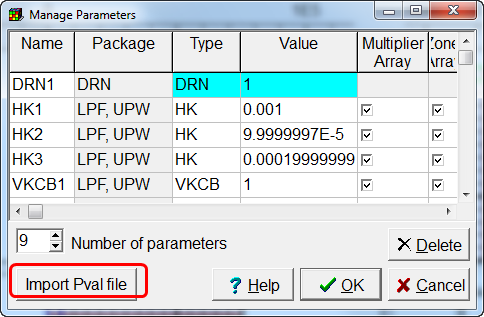 Manage Parameters
Name Package Type Value Multiplier Array Zone Array
DRN1 DRN DRN 1
HK1 LPF, UPW HK 0.001
HK2 LPF, UPW HK 9.9999997E-5
HK3 LPF, UPW HK 0.00019999999
VKCB1 LPF, UPW VKCB 1
9 Number of parameters
Delete
Import Pval file
? Help
OK
Cancel